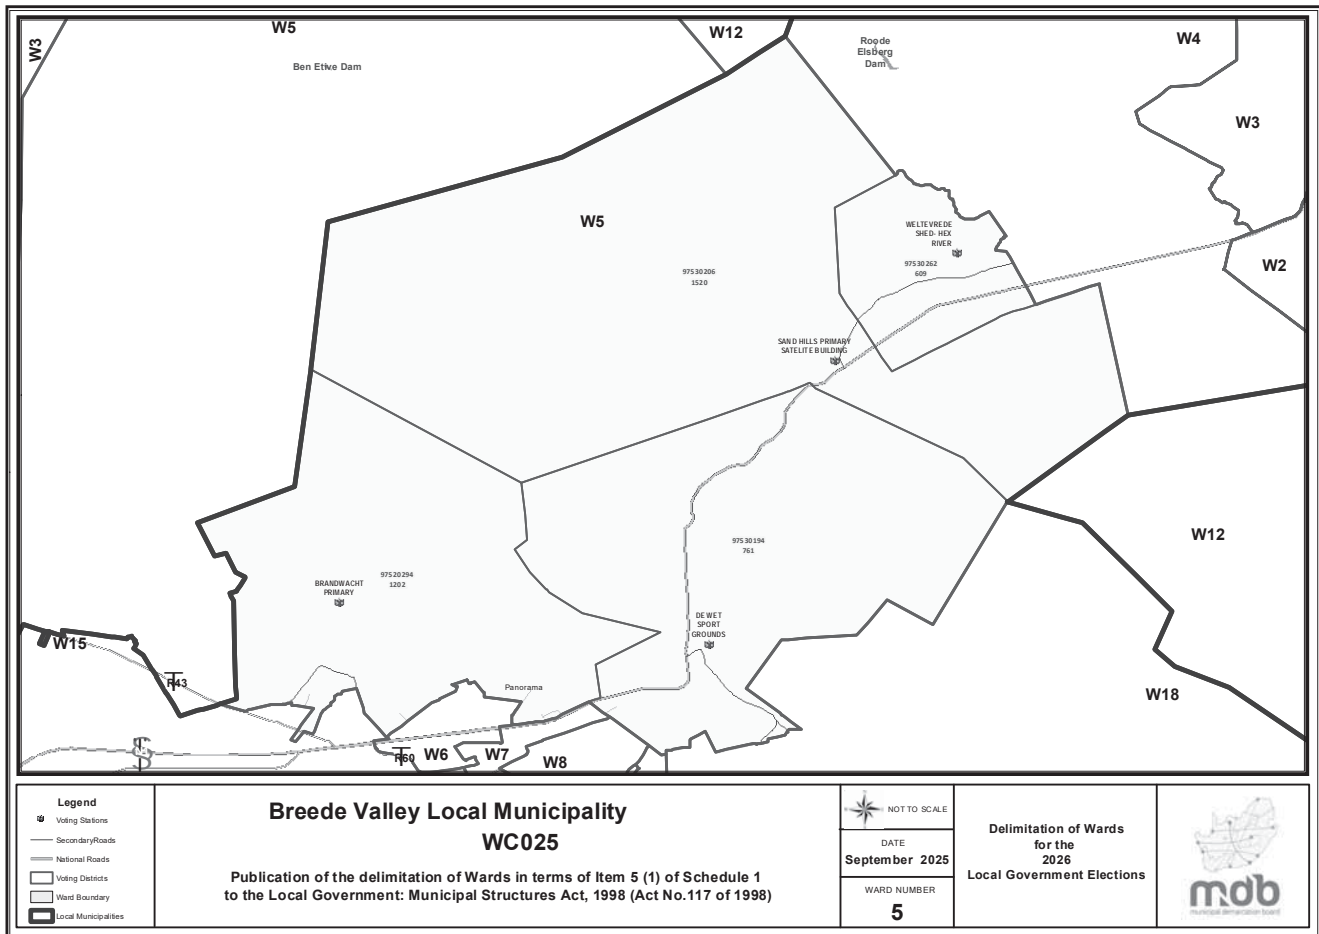 W3
W5
Ben Etive Dam
W12
Roode
Elsberg
Dam
W4
W3
W5
WELTEVREDE
SHED- HEX
RIVER
97530262
609
97530206
1520
W2
SAND HILLS PRIMARY
SATELITE BUILDING
W12
97530194
761
97520294
1202
BRANDWACHT
PRIMARY
DE WET
SPORT
GROUNDS
W15
R43
Panorama
W18
R60
W6
W7
W8
Legend
Voting Stations
SecondaryRoads
National Roads
Voting Districts
Ward Boundary
Local Municipalities
Breede Valley Local Municipality
WC025
Publication of the delimitation of Wards in terms of Item 5 (1) of Schedule 1
to the Local Government: Municipal Structures Act, 1998 (Act No.117 of 1998)
NOT TO SCALE
DATE
September 2025
WARD NUMBER
5
Delimitation of Wards
for the
2026
Local Government Elections
mdb
municipal demarcation board